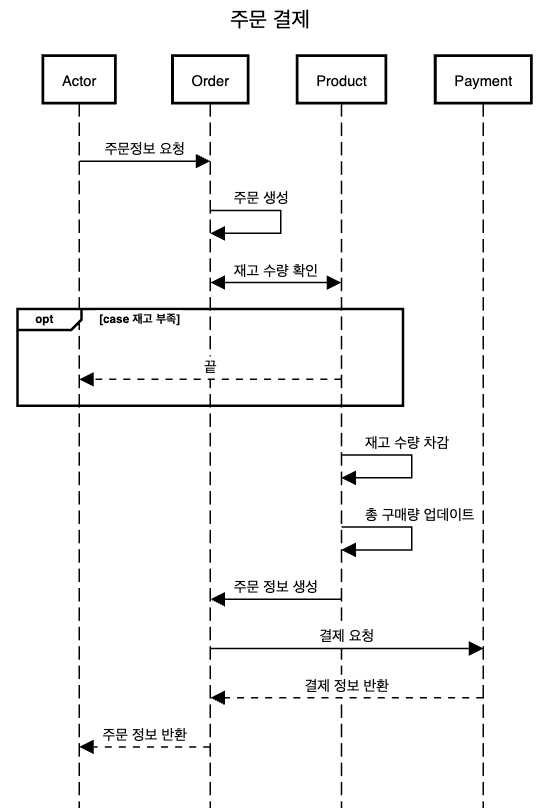 주문 결제
Actor
Order
Product
Payment
주문정보 요청
주문 생성
재고 수량 확인
opt
[case 재고 부족]
끝
재고 수량 차감
총 구매량 업데이트
주문 정보 생성
결제 요청
결제 정보 반환
주문 정보 반환